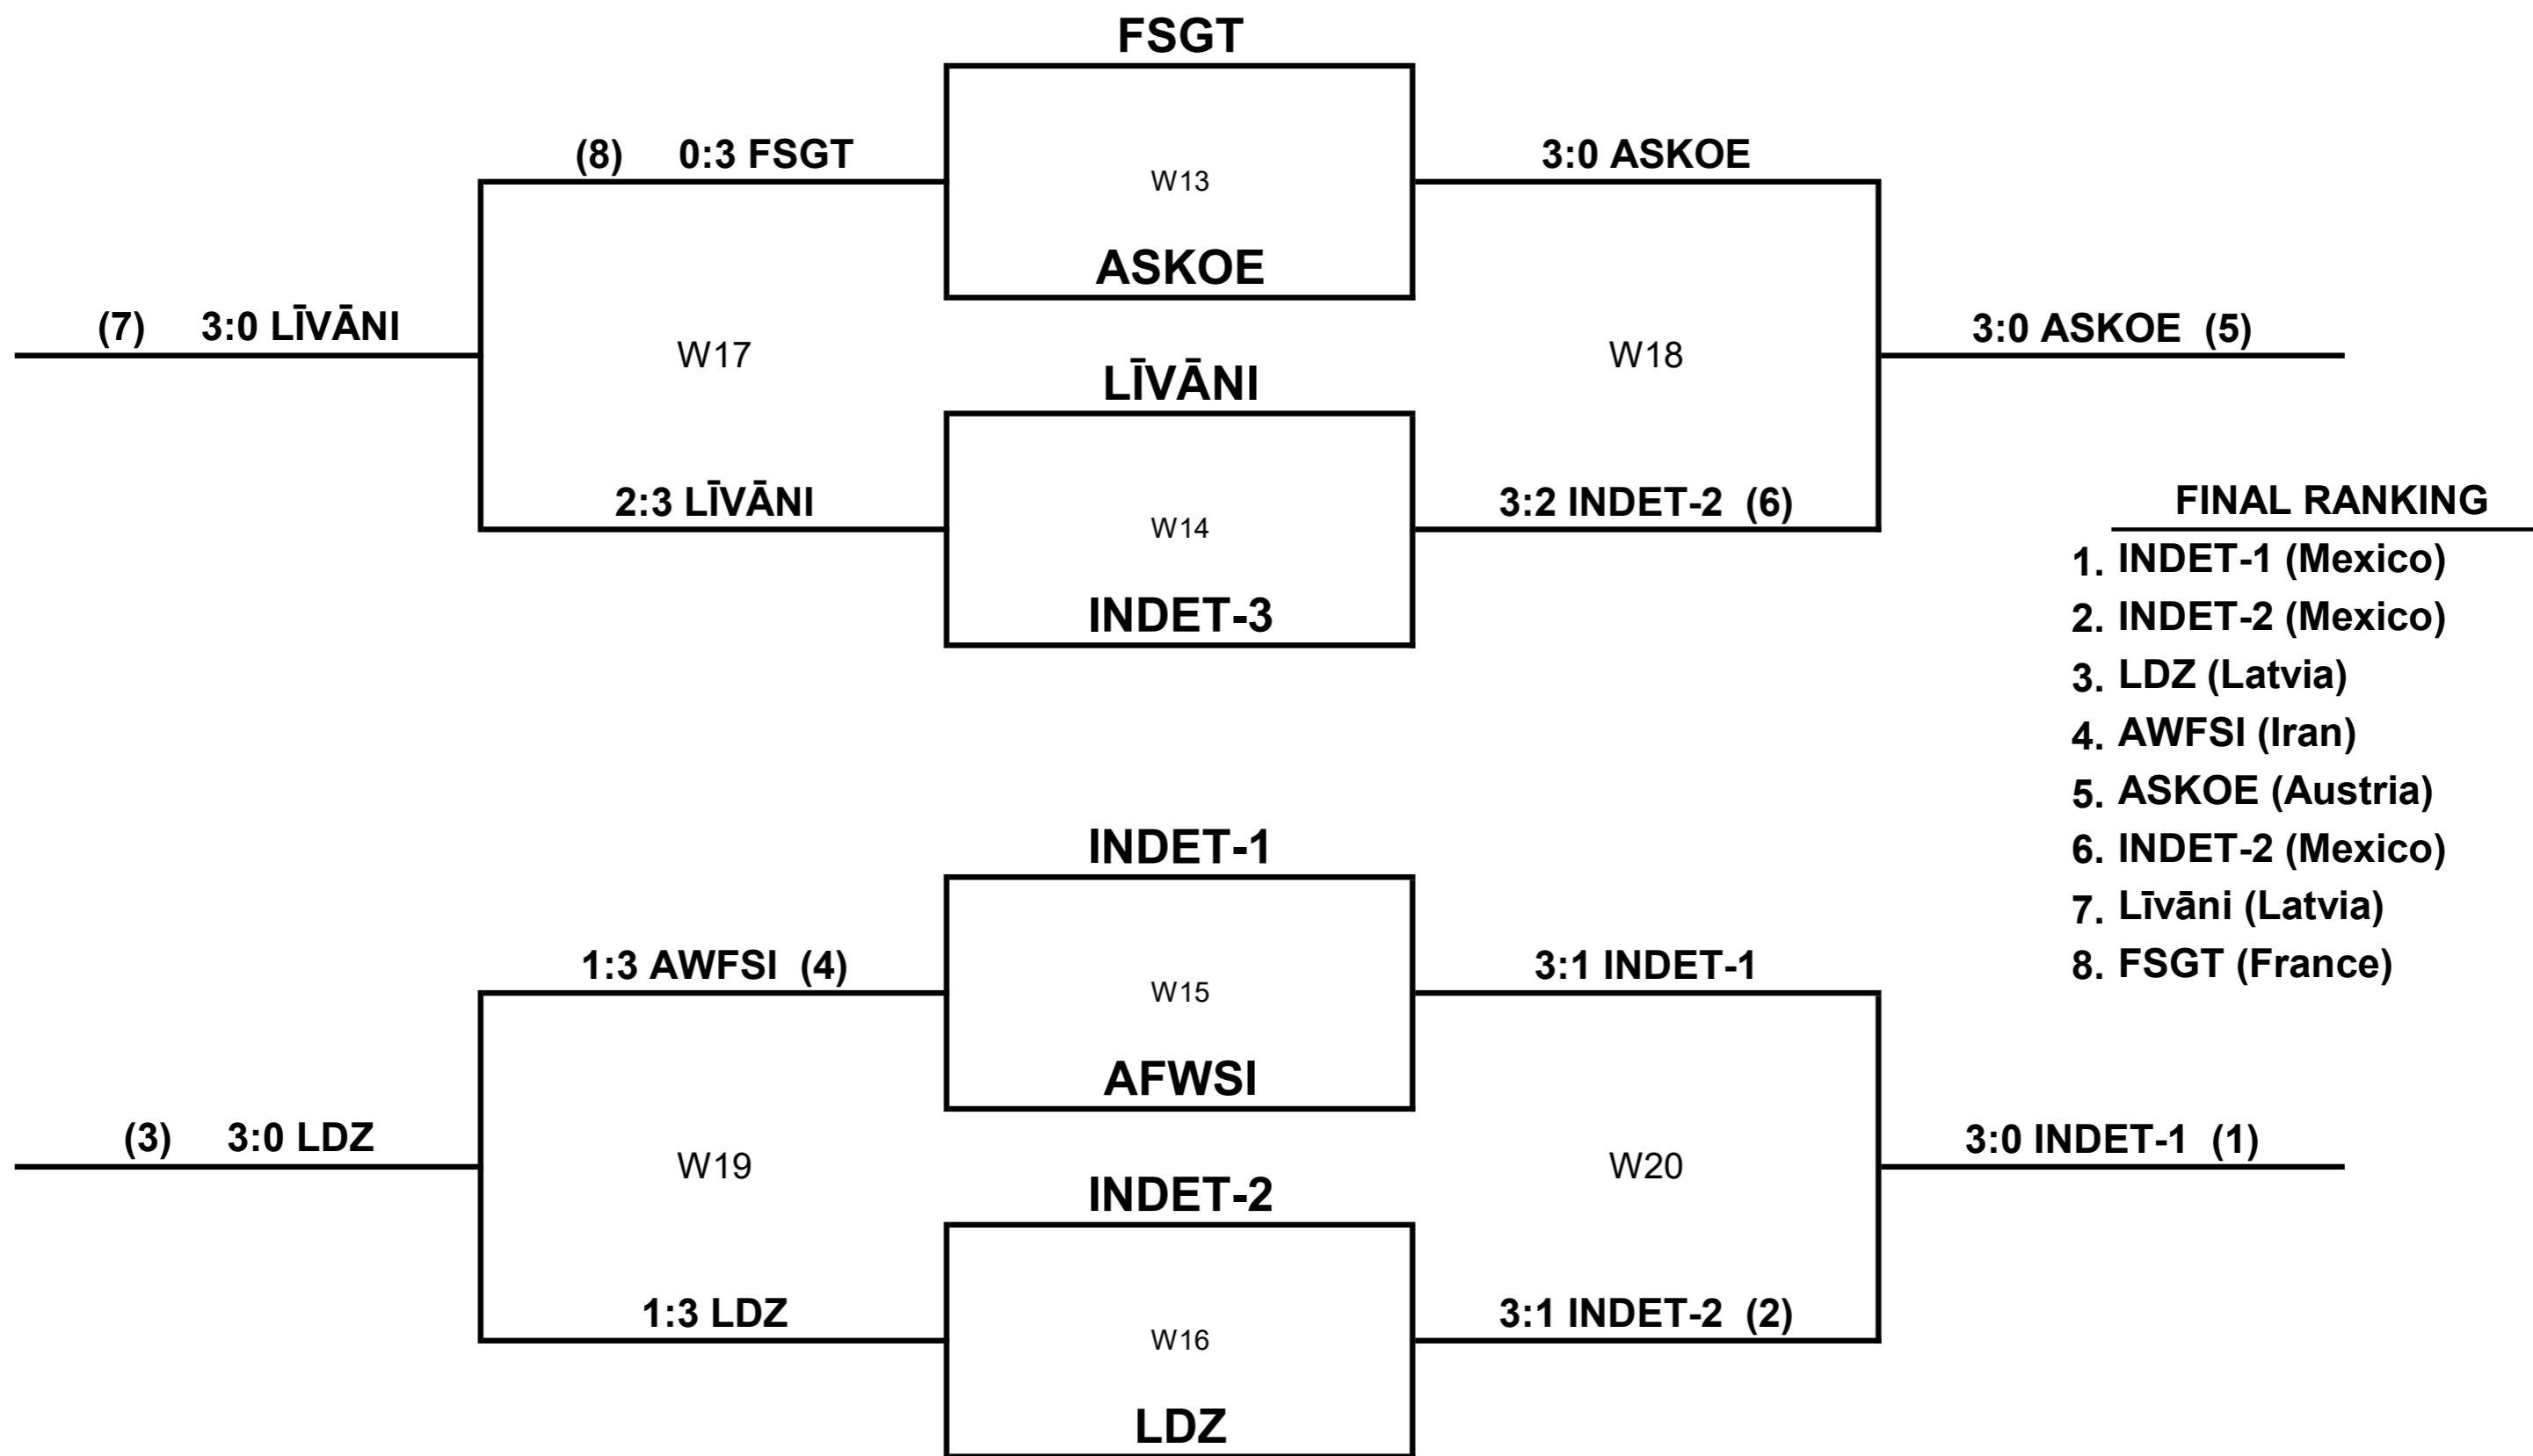 FSGT
(8) 0:3 FSGT
W13
3:0 ASKOE
ASKOE
(7) 3:0 LĪVĀNI
W17
W18
3:0 ASKOE (5)
LĪVĀNI
2:3 LĪVĀNI
W14
3:2 INDET-2 (6)
INDET-3
FINAL RANKING
1. INDET-1 (Mexico)
2. INDET-2 (Mexico)
3. LDZ (Latvia)
4. AWFSI (Iran)
5. ASKOE (Austria)
6. INDET-2 (Mexico)
7. Līvāni (Latvia)
8. FSGT (France)
INDET-1
1:3 AWFSI (4)
W15
3:1 INDET-1
AFWSI
(3) 3:0 LDZ
W19
W20
3:0 INDET-1 (1)
INDET-2
1:3 LDZ
W16
3:1 INDET-2 (2)
LDZ